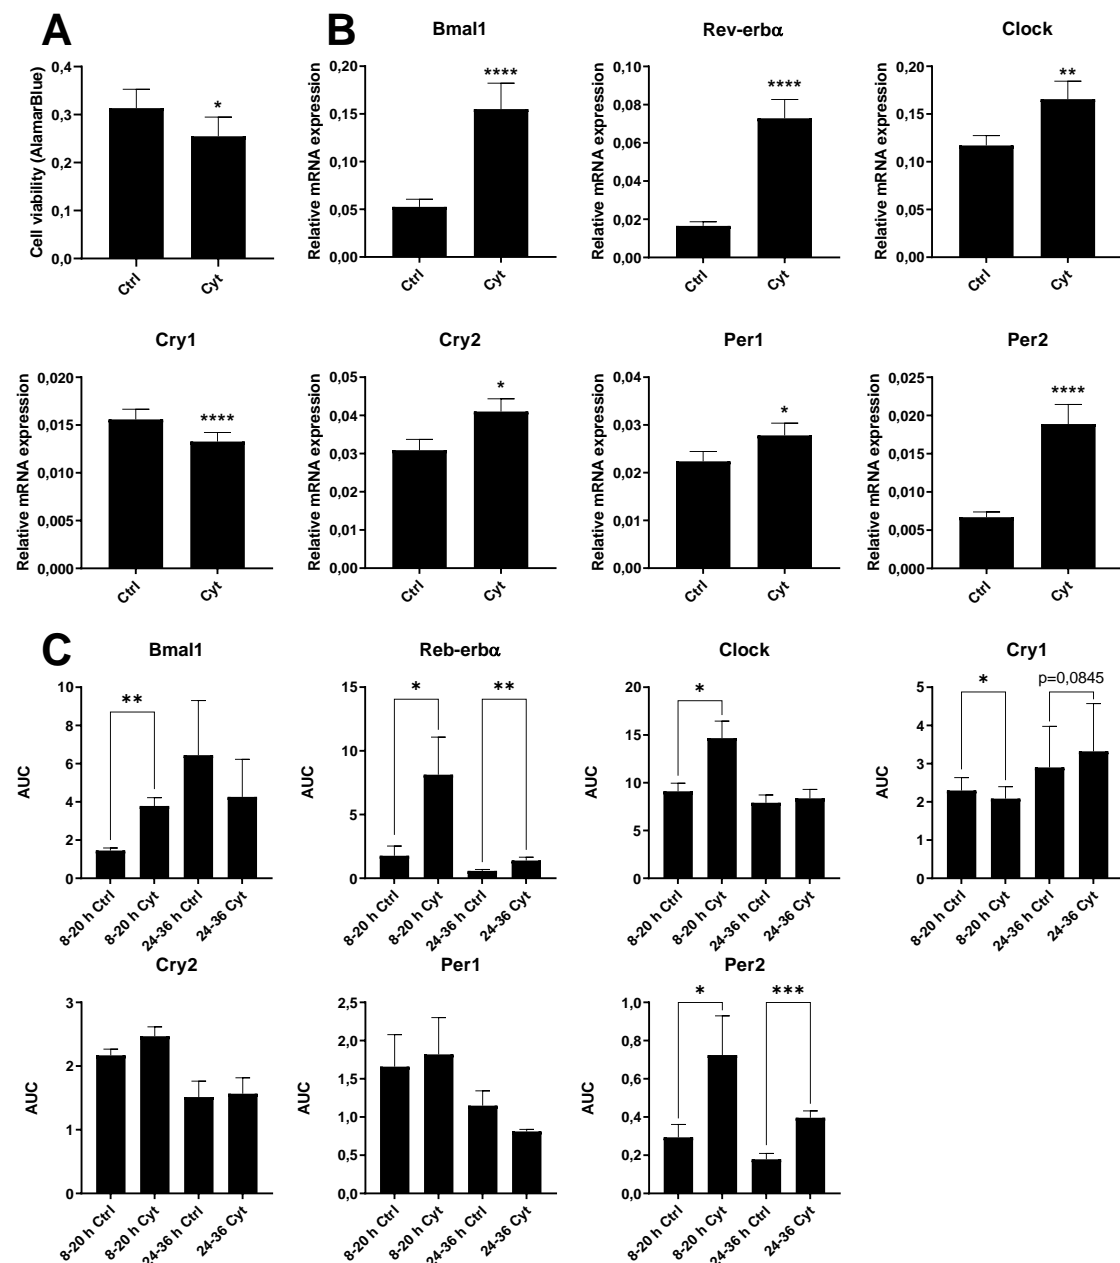 A
Cell viability (AlamarBlue)
0,4
0,3
0,2
0,1
0,0
*
Ctrl
Cyt
B
Bmal1
Relative mRNA expression
0,20
0,15
0,10
0,05
0,00
****
Ctrl
Cyt
Rev-erbα
Relative mRNA expression
0,10
0,08
0,06
0,04
0,02
0,00
****
Ctrl
Cyt
Clock
Relative mRNA expression
0,20
0,15
0,10
0,05
0,00
**
Ctrl
Cyt
Cry1
Relative mRNA expression
0,020
0,015
0,010
0,005
0,000
****
Ctrl
Cyt
Cry2
Relative mRNA expression
0,05
0,04
0,03
0,02
0,01
0,00
*
Ctrl
Cyt
Per1
Relative mRNA expression
0,04
0,03
0,02
0,01
0,00
*
Ctrl
Cyt
Per2
Relative mRNA expression
0,025
0,020
0,015
0,010
0,005
0,000
****
Ctrl
Cyt
C
Bmal1
AUC
10
8
6
4
2
0
**
8-20 h Ctrl
8-20 h Cyt
24-36 h Ctrl
24-36 Cyt
Reb-erbα
AUC
15
10
5
0
*
**
8-20 h Ctrl
8-20 h Cyt
24-36 h Ctrl
24-36 Cyt
Clock
AUC
20
15
10
5
0
*
8-20 h Ctrl
8-20 h Cyt
24-36 h Ctrl
24-36 Cyt
Cry1
AUC
5
4
3
2
1
0
*
p=0,0845
8-20 h Ctrl
8-20 h Cyt
24-36 h Ctrl
24-36 Cyt
Cry2
AUC
3
2
1
0
8-20 h Ctrl
8-20 h Cyt
24-36 h Ctrl
24-36 Cyt
Per1
AUC
2,5
2,0
1,5
1,0
0,5
0,0
8-20 h Ctrl
8-20 h Cyt
24-36 h Ctrl
24-36 Cyt
Per2
AUC
1,0
0,8
0,6
0,4
0,2
0,0
*
***
8-20 h Ctrl
8-20 h Cyt
24-36 h Ctrl
24-36 Cyt